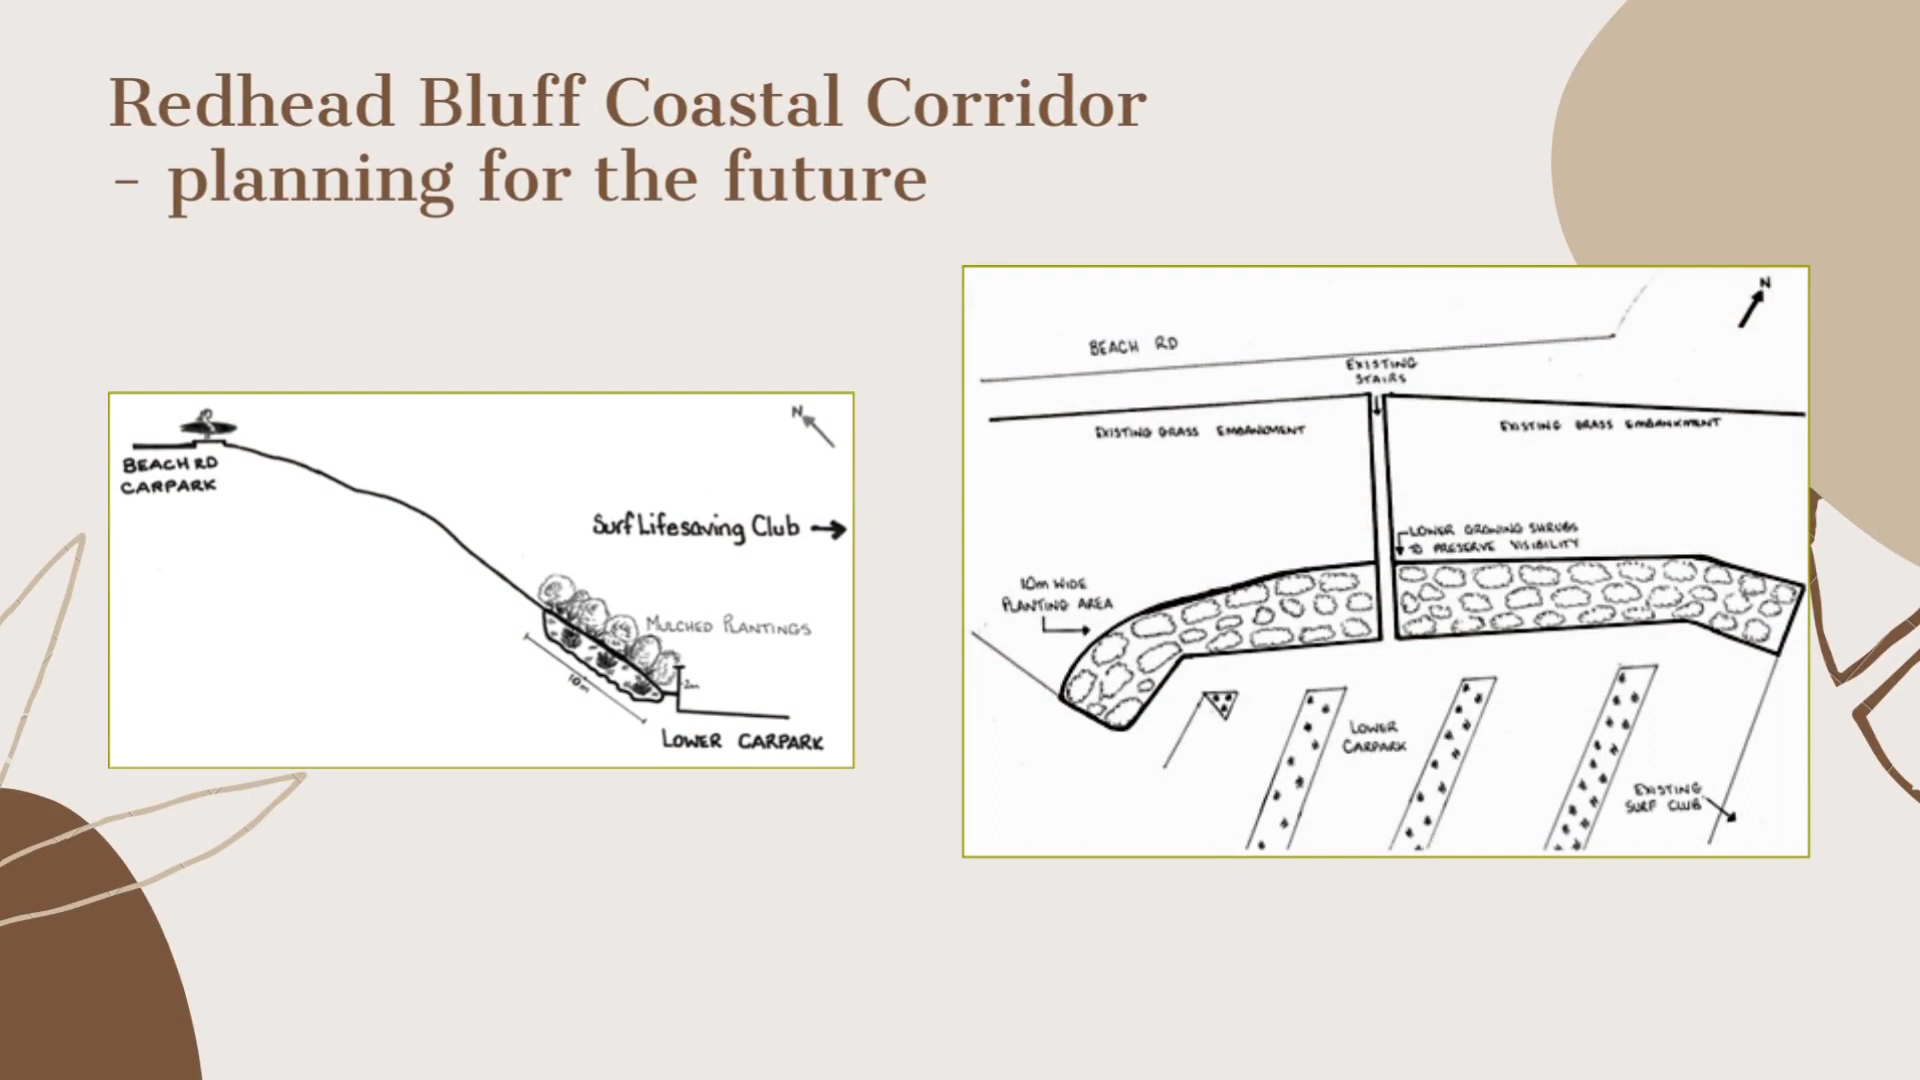 Redhead Bluff Coastal Corridor
- planning for the future
N
BEACH RD
CARPARK
Surf Lifesaving Club
MULCHED PLANTINGS
10m
2m
LOWER CARPARK
N
BEACH RD
EXISTING
STAIRS
EXISTING GRASS EMBANKMENT
EXISTING GRASS EMBANKMENT
LOWER GROWING SHRUBS
TO PRESERVE VISIBILITY
10m WIDE
PLANTING AREA
LOWER
CARPARK
EXISTING
SURF CLUB